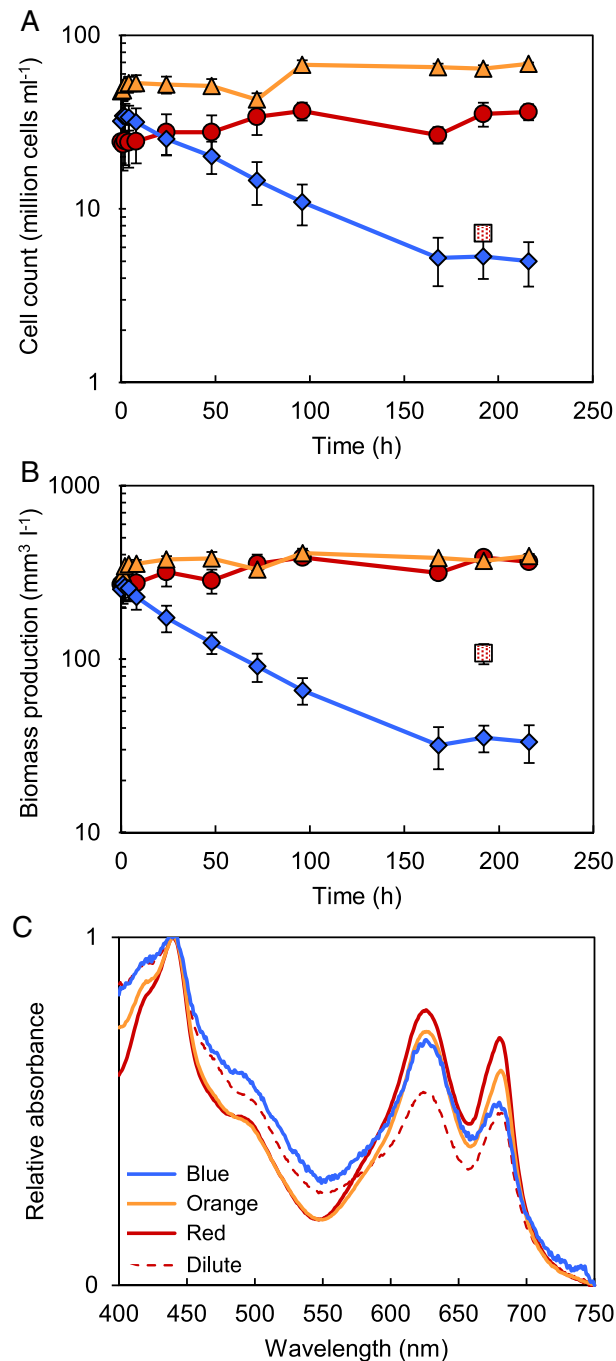 A
Cell count (million cells ml-1)
100
10
1
0
50
100
150
200
250
Time (h)
B
Biomass production (mm³ l-1)
1000
100
10
0
50
100
150
200
250
Time (h)
C
Relative absorbance
1
0
Blue
Orange
Red
Dilute
400
450
500
550
600
650
700
750
Wavelength (nm)